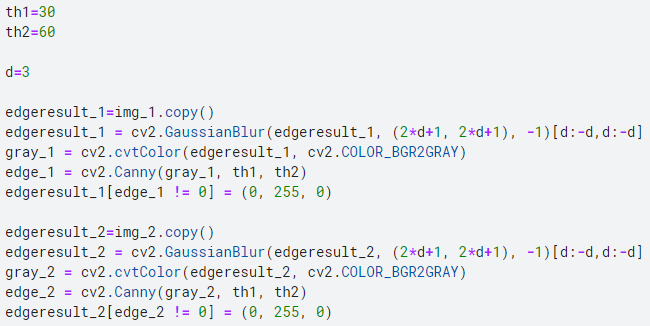 th1=30
th2=60
d=3
edgeresult_1=img_1.copy()
edgeresult_1 = cv2.GaussianBlur(edgeresult_1, (2*d+1, 2*d+1), -1)[d:-d,d:-d]
gray_1 = cv2.cvtColor(edgeresult_1, cv2.COLOR_BGR2GRAY)
edge_1 = cv2.Canny(gray_1, th1, th2)
edgeresult_1[edge_1 != 0] = (0, 255, 0)
edgeresult_2=img_2.copy()
edgeresult_2 = cv2.GaussianBlur(edgeresult_2, (2*d+1, 2*d+1), -1)[d:-d,d:-d]
gray_2 = cv2.cvtColor(edgeresult_2, cv2.COLOR_BGR2GRAY)
edge_2 = cv2.Canny(gray_2, th1, th2)
edgeresult_2[edge_2 != 0] = (0, 255, 0)